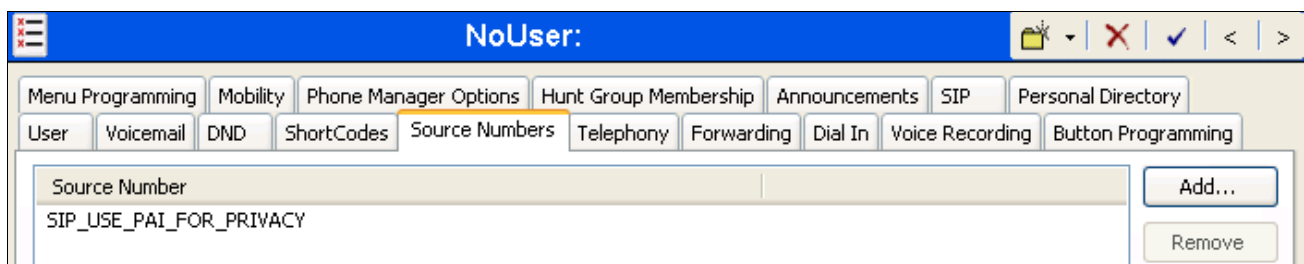 NoUser:
Menu Programming Mobility Phone Manager Options Hunt Group Membership Announcements SIP Personal Directory
User Voicemail DND ShortCodes Source Numbers Telephony Forwarding Dial In Voice Recording Button Programming
Source Number Add...
SIP_USE_PAI_FOR_PRIVACY
Remove